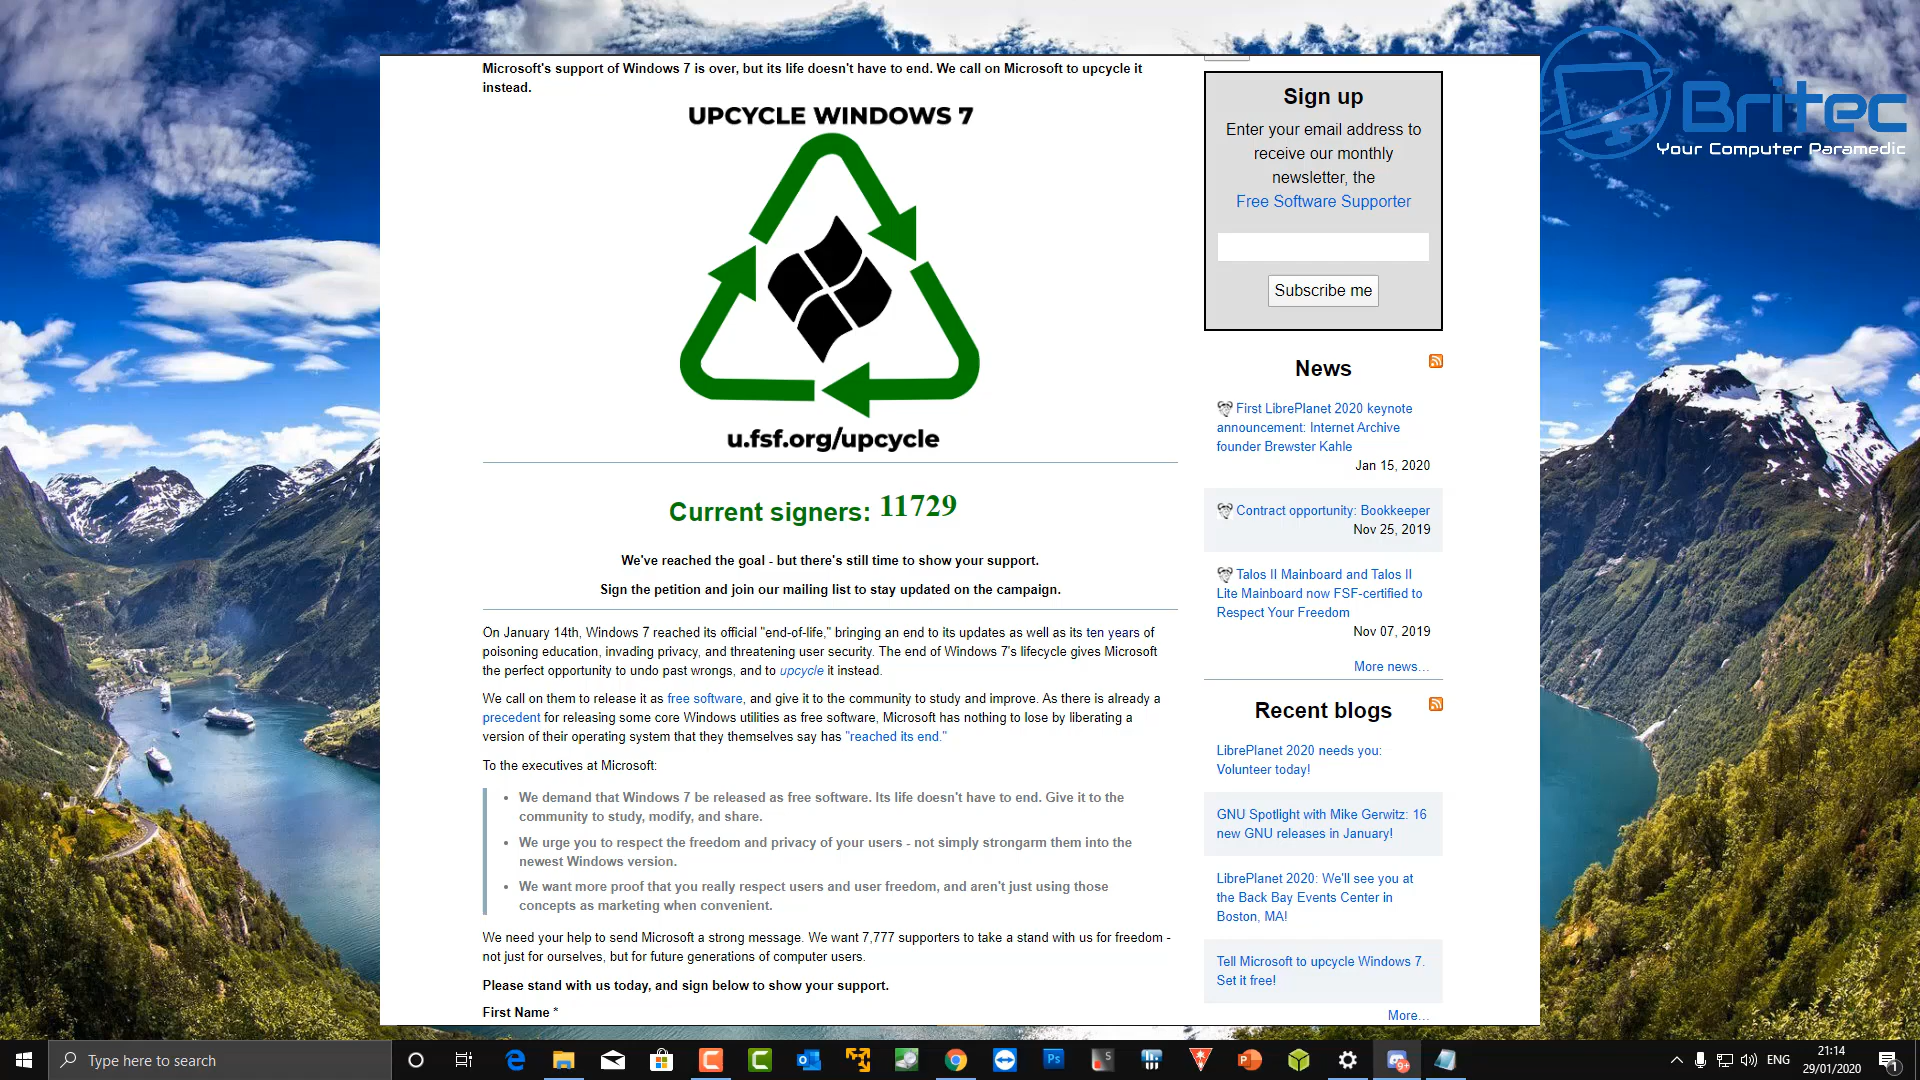 Microsoft's support of Windows 7 is over, but its life doesn't have to end. We call on Microsoft to upcycle it
instead.
UPCYCLE WINDOWS 7
u.fsf.org/upcycle
Current signers: 11729
We've reached the goal - but there's still time to show your support.
Sign the petition and join our mailing list to stay updated on the campaign.
On January 14th, Windows 7 reached its official "end-of-life," bringing an end to its updates as well as its ten years of
poisoning education, invading privacy, and threatening user security. The end of Windows 7's lifecycle gives Microsoft
the perfect opportunity to undo past wrongs, and to upcycle it instead.
We call on them to release it as free software, and give it to the community to study and improve. As there is already a
precedent for releasing some core Windows utilities as free software, Microsoft has nothing to lose by liberating a
version of their operating system that they themselves say has "reached its end."
To the executives at Microsoft:
• We demand that Windows 7 be released as free software. Its life doesn't have to end. Give it to the
community to study, modify, and share.
• We urge you to respect the freedom and privacy of your users - not simply strongarm them into the
newest Windows version.
• We want more proof that you really respect users and user freedom, and aren't just using those
concepts as marketing when convenient.
We need your help to send Microsoft a strong message. We want 7,777 supporters to take a stand with us for freedom -
not just for ourselves, but for future generations of computer users.
Please stand with us today, and sign below to show your support.
First Name *
Sign up
Enter your email address to
receive our monthly
newsletter, the
Free Software Supporter
Subscribe me
News
First LibrePlanet 2020 keynote
announcement: Internet Archive
founder Brewster Kahle
Jan 15, 2020
Contract opportunity: Bookkeeper
Nov 25, 2019
Talos II Mainboard and Talos II
Lite Mainboard now FSF-certified to
Respect Your Freedom
Nov 07, 2019
More news…
Recent blogs
LibrePlanet 2020 needs you:
Volunteer today!
GNU Spotlight with Mike Gerwitz: 16
new GNU releases in January!
LibrePlanet 2020: We'll see you at
the Back Bay Events Center in
Boston, MA!
Tell Microsoft to upcycle Windows 7.
Set it free!
More…
Britec
Your Computer Paramedic
Type here to search
Ps
9+
ENG
21:14
29/01/2020
1